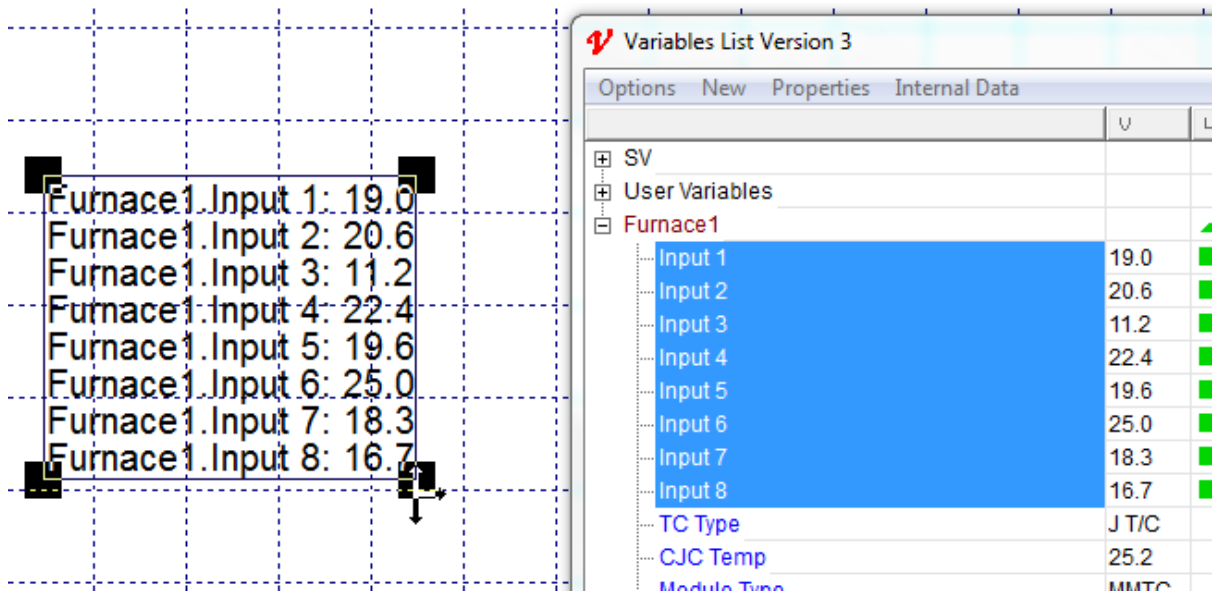 Furnace1.Input 1: 19.0
Furnace1.Input 2: 20.6
Furnace1.Input 3: 11.2
Furnace1.Input 4: 22.4
Furnace1.Input 5: 19.6
Furnace1.Input 6: 25.0
Furnace1.Input 7: 18.3
Furnace1.Input 8: 16.7
Variables List Version 3
Options New Properties Internal Data
V
SV
User Variables
Furnace1
Input 1 19.0
Input 2 20.6
Input 3 11.2
Input 4 22.4
Input 5 19.6
Input 6 25.0
Input 7 18.3
Input 8 16.7
TC Type J T/C
CJC Temp 25.2
Module Type MMTC